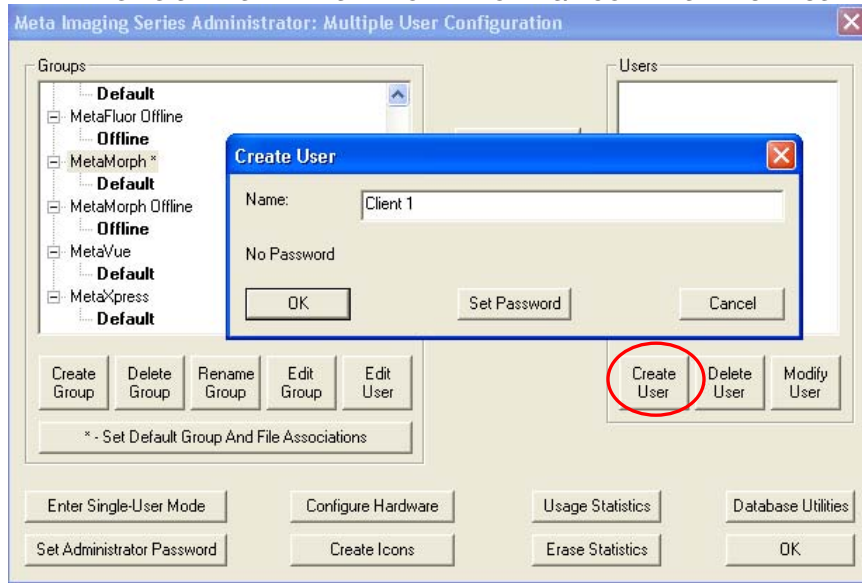 Meta Imaging Series Administrator: Multiple User Configuration
Groups
Default
MetaFluor Offline
Offline
MetaMorph *
Default
MetaMorph Offline
Offline
MetaVue
Default
MetaXpress
Default
Users
Create User
Name:
Client 1
No Password
OK
Set Password
Cancel
Create Group
Delete Group
Rename Group
Edit Group
Edit User
Create User
Delete User
Modify User
* - Set Default Group And File Associations
Enter Single-User Mode
Configure Hardware
Usage Statistics
Database Utilities
Set Administrator Password
Create Icons
Erase Statistics
OK